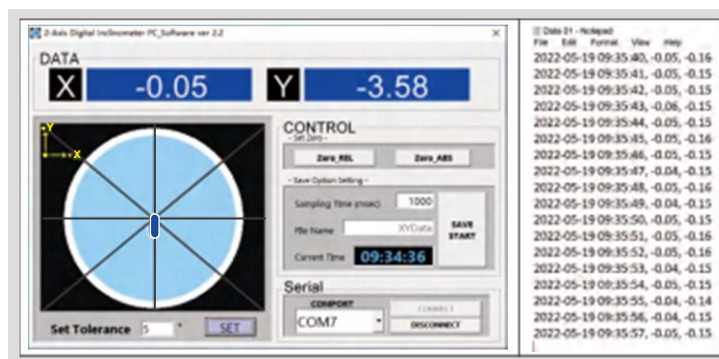 2-Axis Digital Inclinometer PC_Software ver 2.2
DATA
X -0.05 Y -3.58
Y
X
CONTROL
- Set Zero -
Zero_REL Zero_ABS
- Save Option Setting -
Sampling Time (msec) 1000
File Name XYData
SAVE START
Current Time 09:34:36
Serial
COMPORT
COM7
CONNECT
DISCONNECT
Set Tolerance 5 ° SET
Data 01 - Notepad
File Edit Format View Help
2022-05-19 09:35:40, -0.05, -0.16
2022-05-19 09:35:41, -0.05, -0.15
2022-05-19 09:35:42, -0.05, -0.15
2022-05-19 09:35:43, -0.06, -0.15
2022-05-19 09:35:44, -0.05, -0.15
2022-05-19 09:35:45, -0.05, -0.16
2022-05-19 09:35:46, -0.05, -0.15
2022-05-19 09:35:47, -0.04, -0.15
2022-05-19 09:35:48, -0.05, -0.16
2022-05-19 09:35:49, -0.04, -0.15
2022-05-19 09:35:50, -0.05, -0.15
2022-05-19 09:35:51, -0.05, -0.16
2022-05-19 09:35:52, -0.05, -0.16
2022-05-19 09:35:53, -0.04, -0.15
2022-05-19 09:35:54, -0.05, -0.15
2022-05-19 09:35:55, -0.04, -0.14
2022-05-19 09:35:56, -0.04, -0.15
2022-05-19 09:35:57, -0.05, -0.15